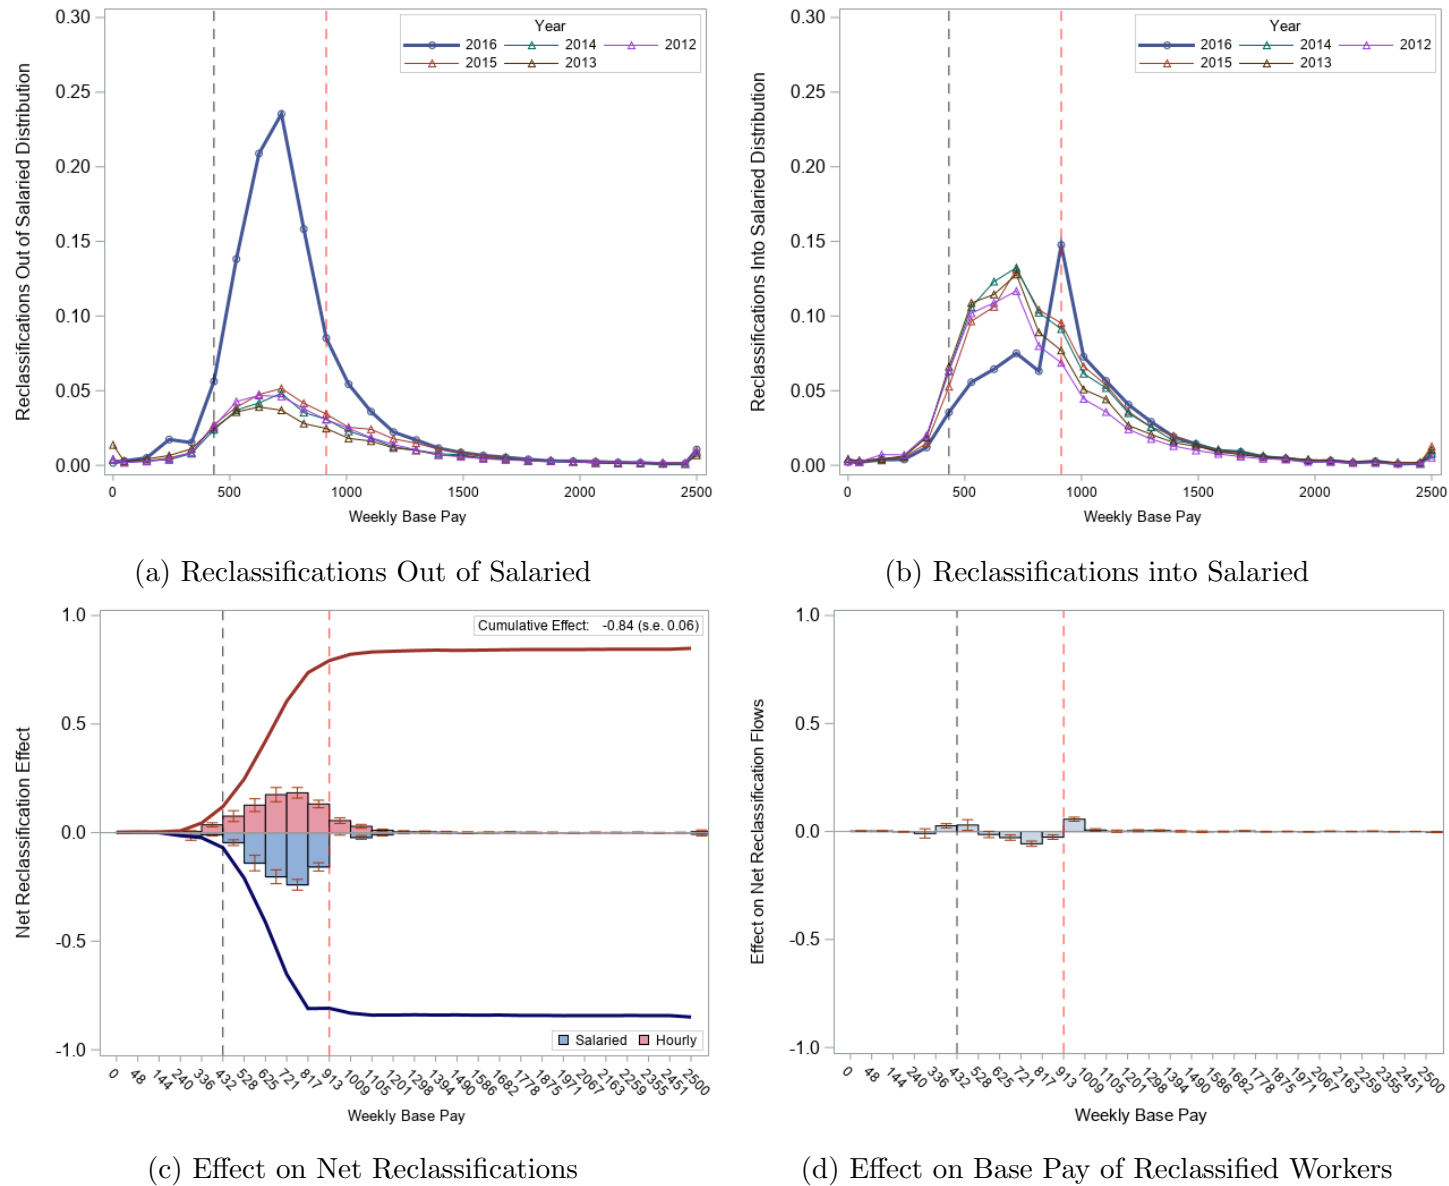 Reclassifications Out of Salaried Distribution
0.30
0.25
0.20
0.15
0.10
0.05
0.00
Year
2016 2014 2012
2015 2013
0 500 1000 1500 2000 2500
Weekly Base Pay
(a) Reclassifications Out of Salaried
Reclassifications Into Salaried Distribution
0.30
0.25
0.20
0.15
0.10
0.05
0.00
Year
2016 2014 2012
2015 2013
0 500 1000 1500 2000 2500
Weekly Base Pay
(b) Reclassifications into Salaried
Net Reclassification Effect
1.0
0.5
0.0
-0.5
-1.0
Cumulative Effect: -0.84 (s.e. 0.06)
Salaried Hourly
0 48 144 240 336 432 528 625 721 817 913 1009 1105 1201 1298 1394 1490 1586 1682 1778 1875 1971 2067 2163 2259 2355 2451 2500
Weekly Base Pay
(c) Effect on Net Reclassifications
Effect on Net Reclassification Flows
1.0
0.5
0.0
-0.5
-1.0
0 48 144 240 336 432 528 625 721 817 913 1009 1105 1201 1298 1394 1490 1586 1682 1778 1875 1971 2067 2163 2259 2355 2451 2500
Weekly Base Pay
(d) Effect on Base Pay of Reclassified Workers